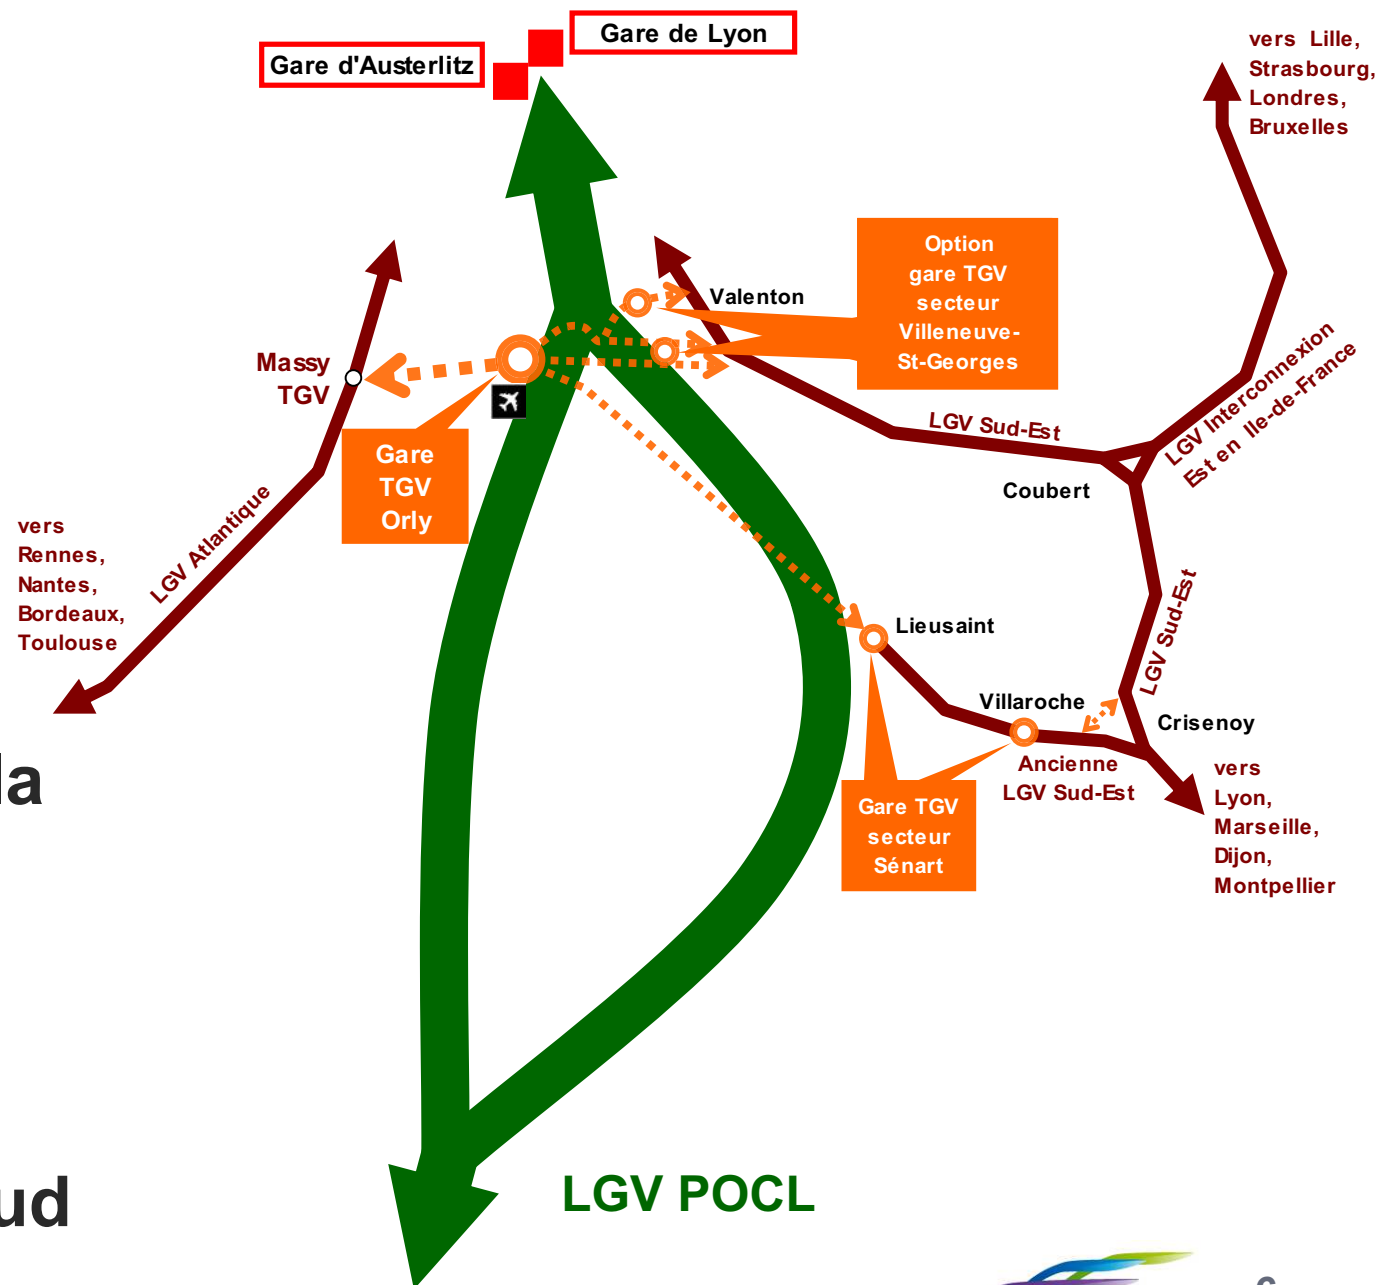 Gare de Lyon
Gare d'Austerlitz
vers Lille,
Strasbourg,
Londres,
Bruxelles
Option
gare TGV
secteur
Villeneuve-
St-Georges
Valenton
Massy
TGV
LGV Interconnexion
Est en Ile-de-France
LGV Sud-Est
Gare
TGV
Orly
Coubert
LGV Atlantique
vers
Rennes,
Nantes,
Bordeaux,
Toulouse
LGV Sud-Est
Lieusaint
Villaroche
Crisenoy
Ancienne
LGV Sud-Est
vers
Lyon,
Marseille,
Dijon,
Montpellier
Gare TGV
secteur
Sénart
la
ud
LGV POCL